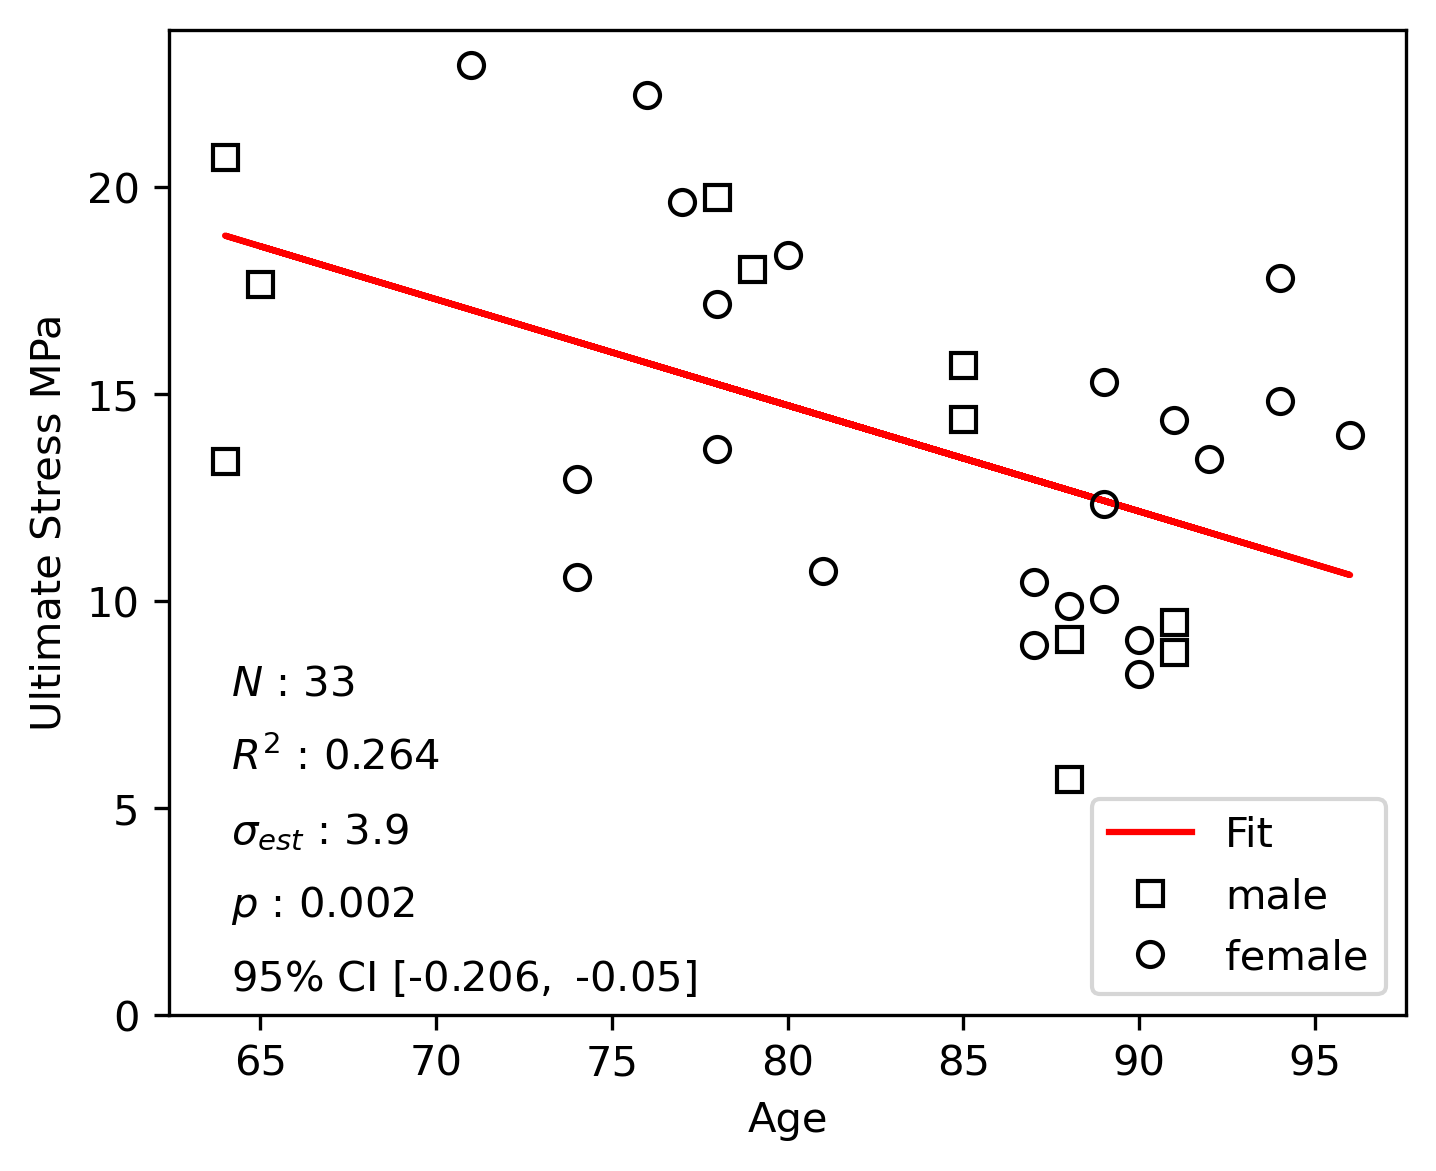 Ultimate Stress MPa
20
15
10
5
0
N : 33
R² : 0.264
σest : 3.9
p : 0.002
95% CI [-0.206, -0.05]
Fit
male
female
65 70 75 80 85 90 95
Age